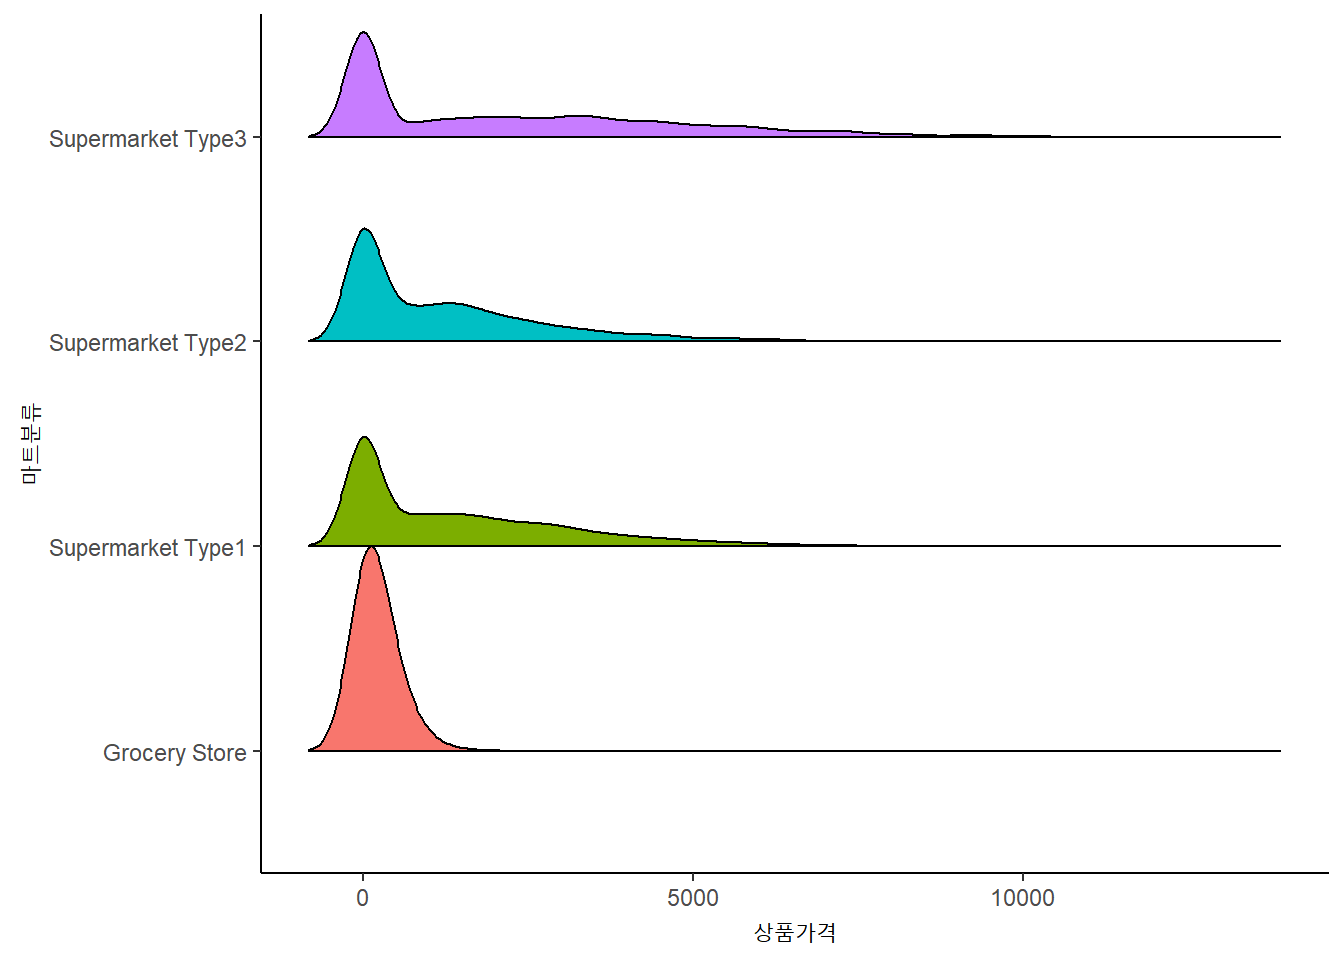 Supermarket Type3
Supermarket Type2
마트분류
Supermarket Type1
Grocery Store
0 5000 10000
상품가격